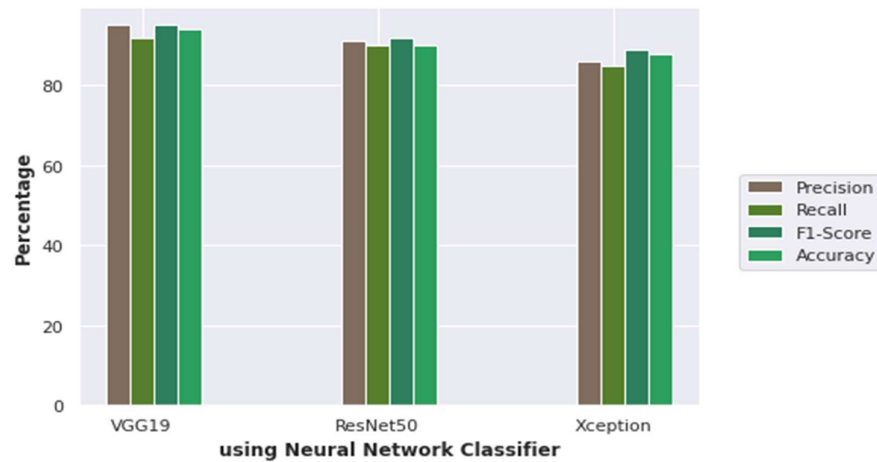 80
60
40
20
0
Percentage
VGG19
ResNet50
Xception
using Neural Network Classifier
Precision
Recall
F1-Score
Accuracy